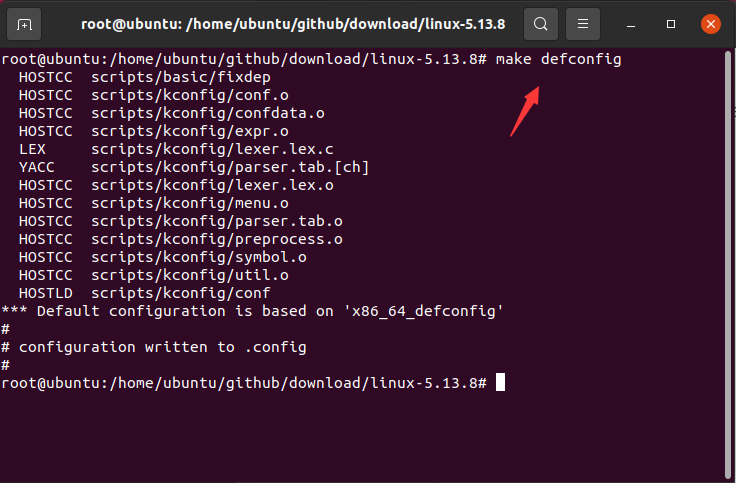 root@ubuntu: /home/ubuntu/github/download/linux-5.13.8
root@ubuntu:/home/ubuntu/github/download/linux-5.13.8# make defconfig
  HOSTCC  scripts/basic/fixdep
  HOSTCC  scripts/kconfig/conf.o
  HOSTCC  scripts/kconfig/confdata.o
  HOSTCC  scripts/kconfig/expr.o
  LEX     scripts/kconfig/lexer.lex.c
  YACC    scripts/kconfig/parser.tab.[ch]
  HOSTCC  scripts/kconfig/lexer.lex.o
  HOSTCC  scripts/kconfig/menu.o
  HOSTCC  scripts/kconfig/parser.tab.o
  HOSTCC  scripts/kconfig/preprocess.o
  HOSTCC  scripts/kconfig/symbol.o
  HOSTCC  scripts/kconfig/util.o
  HOSTLD  scripts/kconfig/conf
*** Default configuration is based on 'x86_64_defconfig'
#
# configuration written to .config
#
root@ubuntu:/home/ubuntu/github/download/linux-5.13.8#